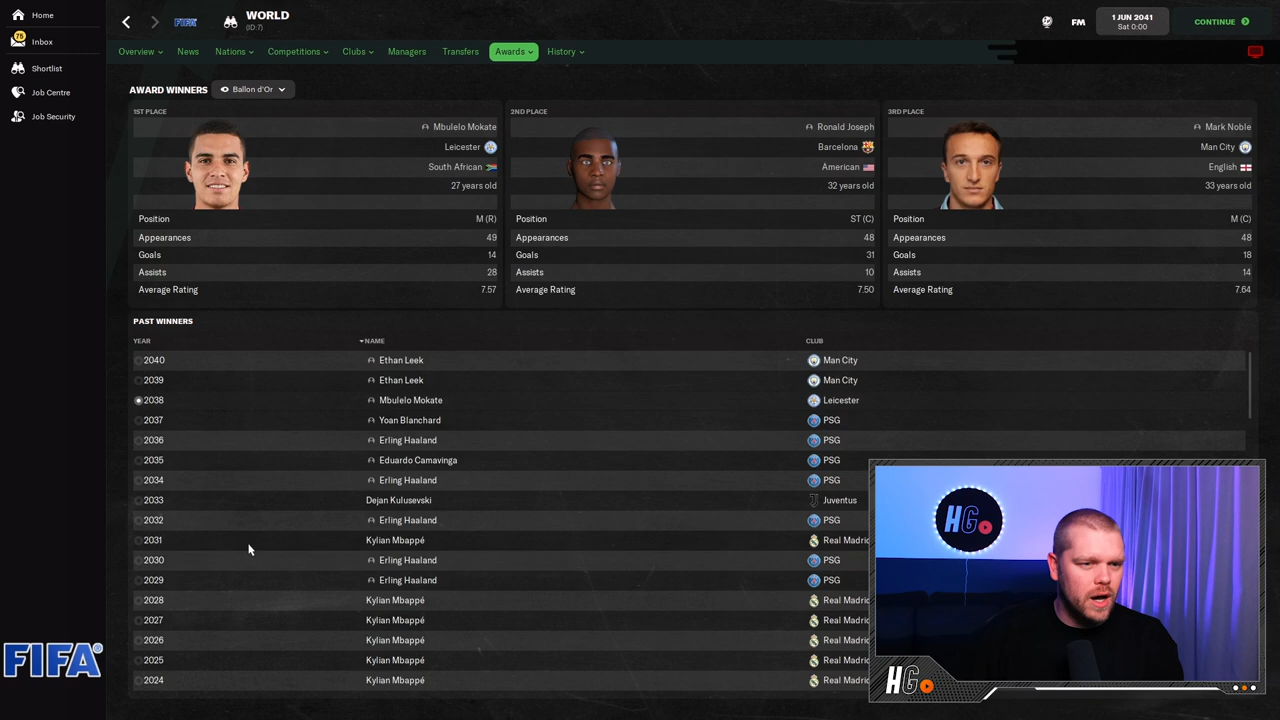 Home
75
Inbox
Shortlist
Job Centre
Job Security
FIFA
WORLD
(ID:7)
FM
1 JUN 2041
Sat 0:00
CONTINUE
Overview
News
Nations
Competitions
Clubs
Managers
Transfers
Awards
History
AWARD WINNERS
Ballon d'Or
1ST PLACE
Mbulelo Mokate
Leicester
South African
27 years old
Position M (R)
Appearances 49
Goals 14
Assists 28
Average Rating 7.57
2ND PLACE
Ronald Joseph
Barcelona
American
32 years old
Position ST (C)
Appearances 48
Goals 31
Assists 10
Average Rating 7.50
3RD PLACE
Mark Noble
Man City
English
33 years old
Position M (C)
Appearances 48
Goals 18
Assists 14
Average Rating 7.64
PAST WINNERS
YEAR NAME CLUB
2040 Ethan Leek Man City
2039 Ethan Leek Man City
2038 Mbulelo Mokate Leicester
2037 Yoan Blanchard PSG
2036 Erling Haaland PSG
2035 Eduardo Camavinga PSG
2034 Erling Haaland PSG
2033 Dejan Kulusevski Juventus
2032 Erling Haaland PSG
2031 Kylian Mbappé Real Madrid
2030 Erling Haaland PSG
2029 Erling Haaland PSG
2028 Kylian Mbappé Real Madrid
2027 Kylian Mbappé Real Madrid
2026 Kylian Mbappé Real Madrid
2025 Kylian Mbappé Real Madrid
2024 Kylian Mbappé Real Madrid
FIFA
HG
HG